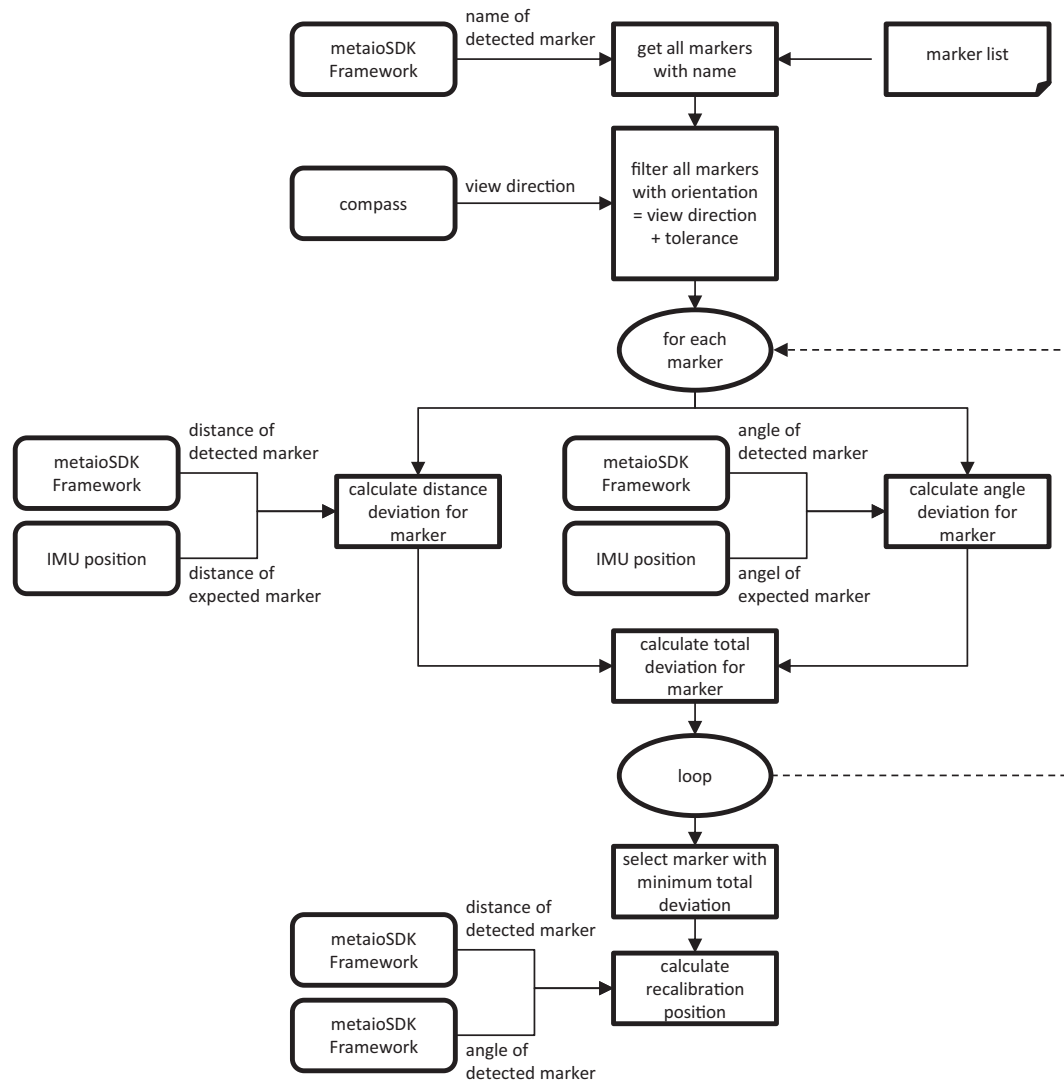 name of
detected marker
metaioSDK
Framework
get all markers
with name
marker list
compass
view direction
filter all markers
with orientation
= view direction
+ tolerance
for each
marker
distance of
detected marker
metaioSDK
Framework
IMU position
distance of
expected marker
calculate distance
deviation for
marker
angle of
detected marker
metaioSDK
Framework
IMU position
angel of
expected marker
calculate angle
deviation for
marker
calculate total
deviation for
marker
loop
select marker with
minimum total
deviation
distance of
detected marker
metaioSDK
Framework
metaioSDK
Framework
angle of
detected marker
calculate
recalibration
position